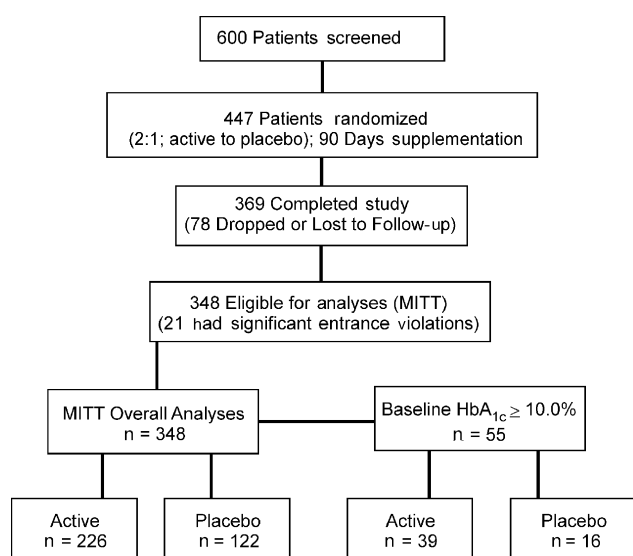 600 Patients screened
447 Patients randomized
(2:1; active to placebo); 90 Days supplementation
369 Completed study
(78 Dropped or Lost to Follow-up)
348 Eligible for analyses (MITT)
(21 had significant entrance violations)
MITT Overall Analyses
n = 348
Baseline HbA1c ≥ 10.0%
n = 55
Active
n = 226
Placebo
n = 122
Active
n = 39
Placebo
n = 16